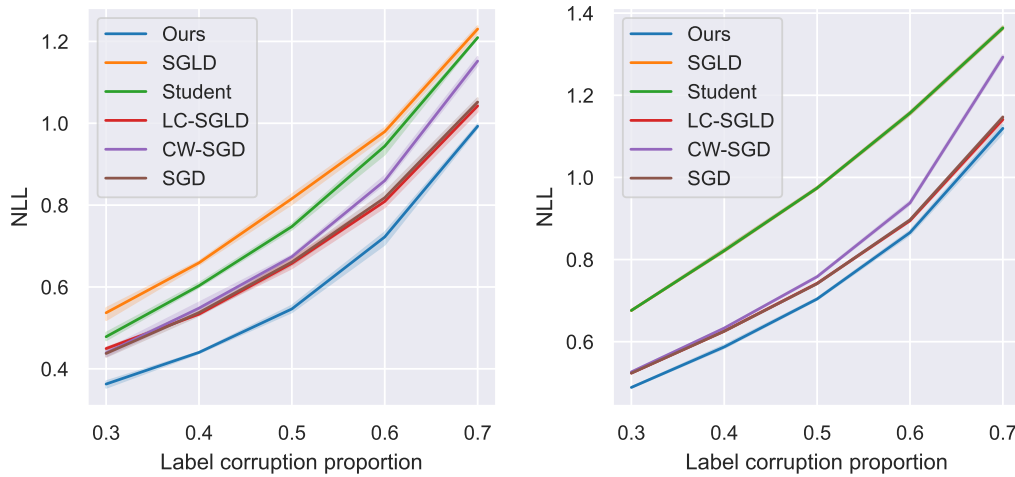 1.2
1.0
0.8
0.6
0.4
NLL
Ours
SGLD
Student
LC-SGLD
CW-SGD
SGD
0.3 0.4 0.5 0.6 0.7
Label corruption proportion
1.4
1.2
1.0
0.8
0.6
NLL
Ours
SGLD
Student
LC-SGLD
CW-SGD
SGD
0.3 0.4 0.5 0.6 0.7
Label corruption proportion